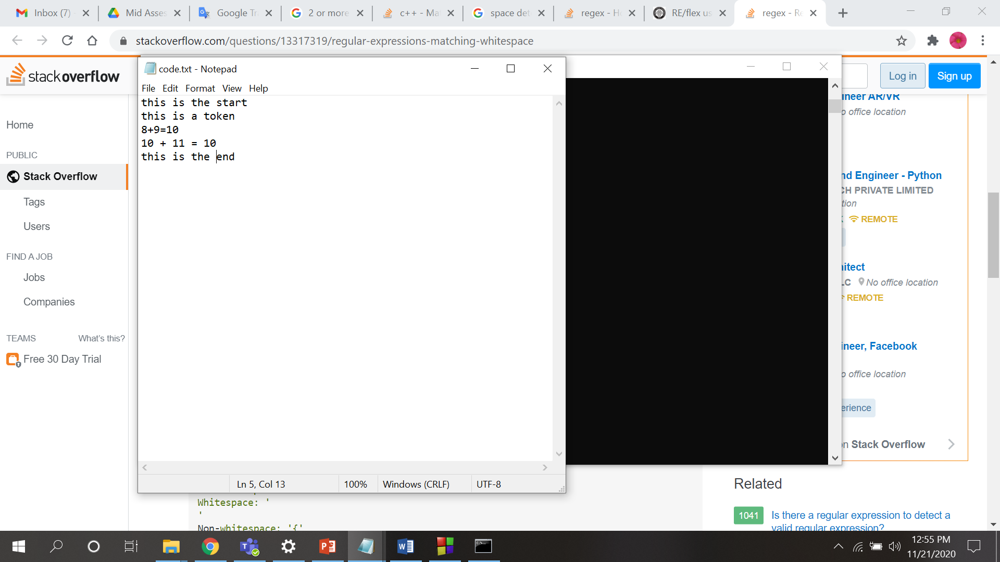 Inbox (7)
Mid Asses
Google Tr
2 or more
c++ - Ma
space det
regex - H
RE/flex us
regex - Re
stackoverflow.com/questions/13317319/regular-expressions-matching-whitespace
stackoverflow
Log in
Sign up
Home
PUBLIC
Stack Overflow
Tags
Users
FIND A JOB
Jobs
Companies
TEAMS
What's this?
Free 30 Day Trial
code.txt - Notepad
File Edit Format View Help
this is the start
this is a token
8+9=10
10 + 11 = 10
this is the end
Ln 5, Col 13
100%
Windows (CRLF)
UTF-8
Whitespace: '
'
Non-whitespace: '{'
neer AR/VR
o office location
nd Engineer - Python
CH PRIVATE LIMITED
tion
REMOTE
hitect
LC No office location
REMOTE
ineer, Facebook
o office location
erience
on Stack Overflow
Related
1041
Is there a regular expression to detect a
valid regular expression?
12:55 PM
11/21/2020